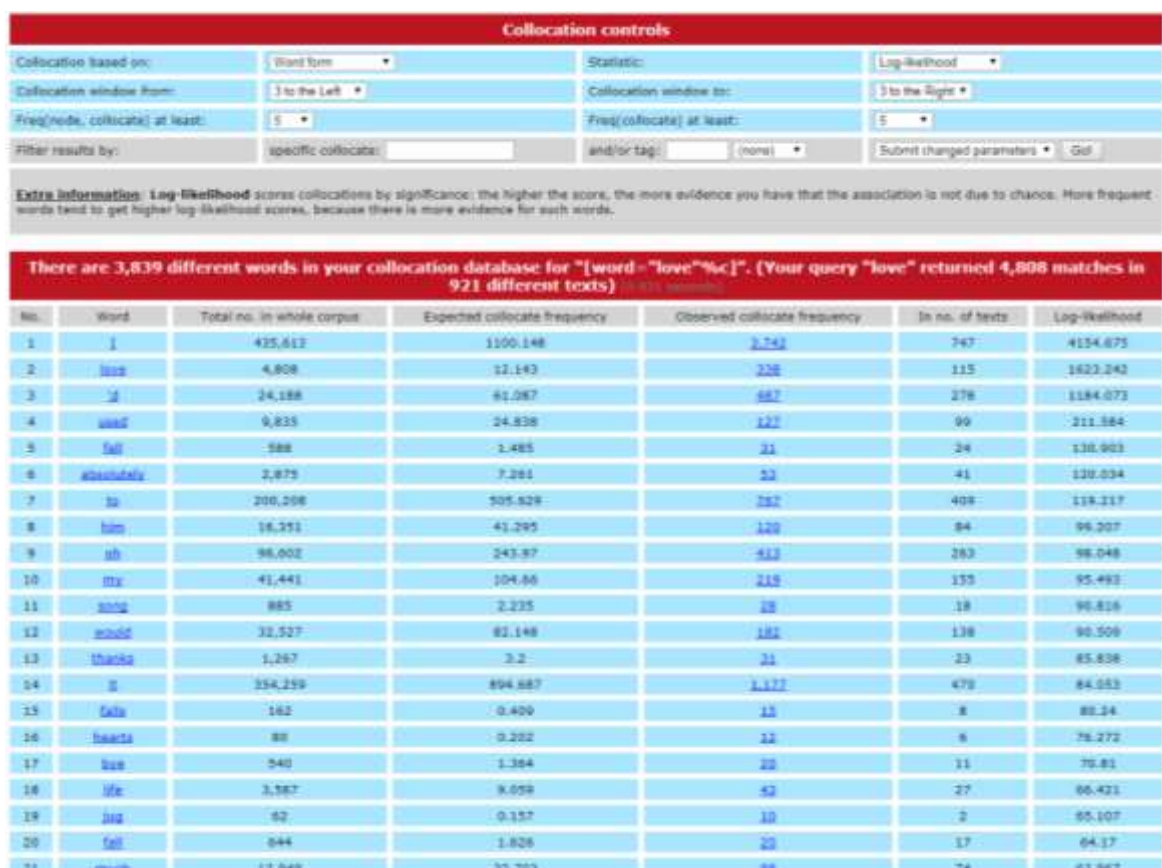 Collocation controls
Collocation based on: Word form Statistic: Log-likelihood
Collocation window from: 3 to the Left Collocation window to: 3 to the Right
Freq(node, collocate) at least: 5 Freq(collocate) at least: 5
Filter results by: specific collocate: and/or tag: (none) Submit changed parameters Go!
Extra information: Log-likelihood scores collocations by significance: the higher the score, the more evidence you have that the association is not due to chance. More frequent
words tend to get higher log-likelihood scores, because there is more evidence for such words.
There are 3,839 different words in your collocation database for "[word="love"%c]". (Your query "love" returned 4,808 matches in
921 different texts)
No. Word Total no. in whole corpus Expected collocate frequency Observed collocate frequency In no. of texts Log-likelihood
1 I 435,613 1100.148 2,742 747 4154.675
2 love 4,808 12.143 338 115 1623.242
3 'd 24,188 61.087 487 278 1184.073
4 used 9,835 24.838 127 99 211.584
5 fall 588 1.485 31 24 130.903
6 absolutely 2,875 7.261 53 41 120.034
7 to 200,208 505.629 787 409 119.217
8 him 16,351 41.295 120 84 99.207
9 oh 96,602 243.97 413 263 98.048
10 my 41,441 104.66 219 155 95.493
11 song 885 2.235 28 18 90.816
12 would 32,527 82.148 182 138 90.509
13 thanks 1,267 3.2 31 23 85.838
14 it 354,259 894.687 1,177 470 84.053
15 falls 162 0.409 15 8 80.24
16 hearts 80 0.202 12 6 76.272
17 bye 540 1.364 20 11 70.81
18 life 3,587 9.059 42 27 66.421
19 jug 62 0.157 10 2 65.107
20 644 1.626 20 17 64.17
21 much 74